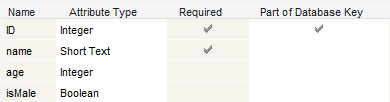 Name Attribute Type Required Part of Database Key
ID Integer ✓ ✓
name Short Text ✓
age Integer
isMale Boolean